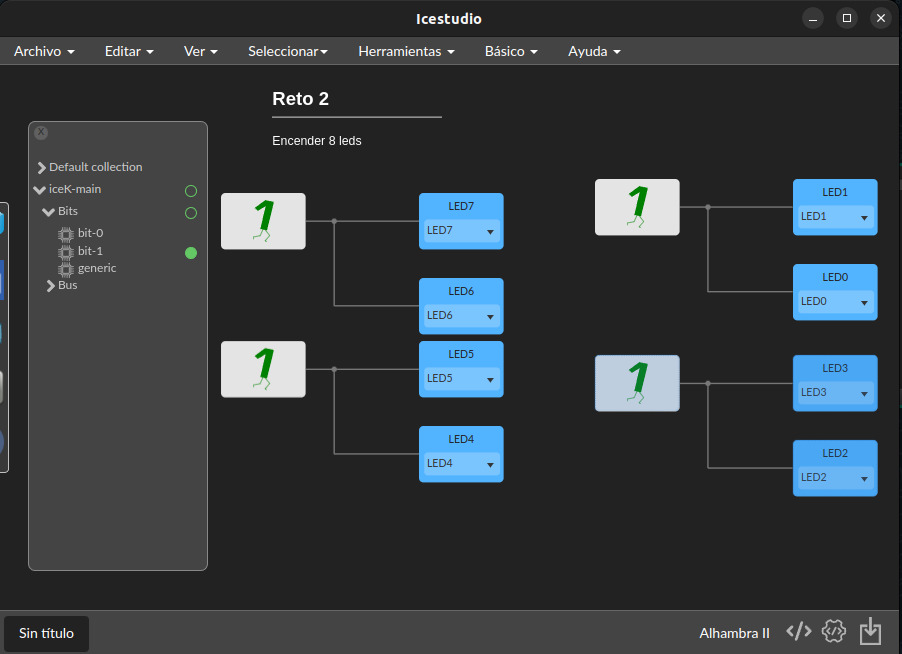 Icestudio
Archivo Editar Ver Seleccionar Herramientas Básico Ayuda
Reto 2
Encender 8 leds
X
Default collection
iceK-main
Bits
bit-0
bit-1
generic
Bus
1
LED7
LED7
LED6
LED6
1
LED5
LED5
LED4
LED4
1
LED1
LED1
LED0
LED0
1
LED3
LED3
LED2
LED2
Sin título
Alhambra II